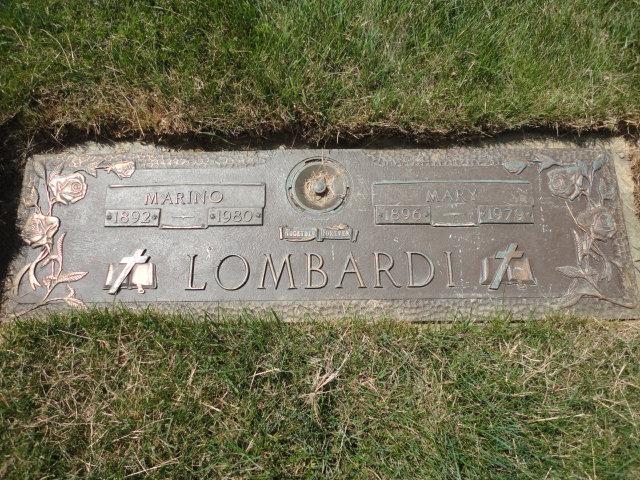 MARINO
1892 1980
MARY
1896 1979
TOGETHER FOREVER
LOMBARDI